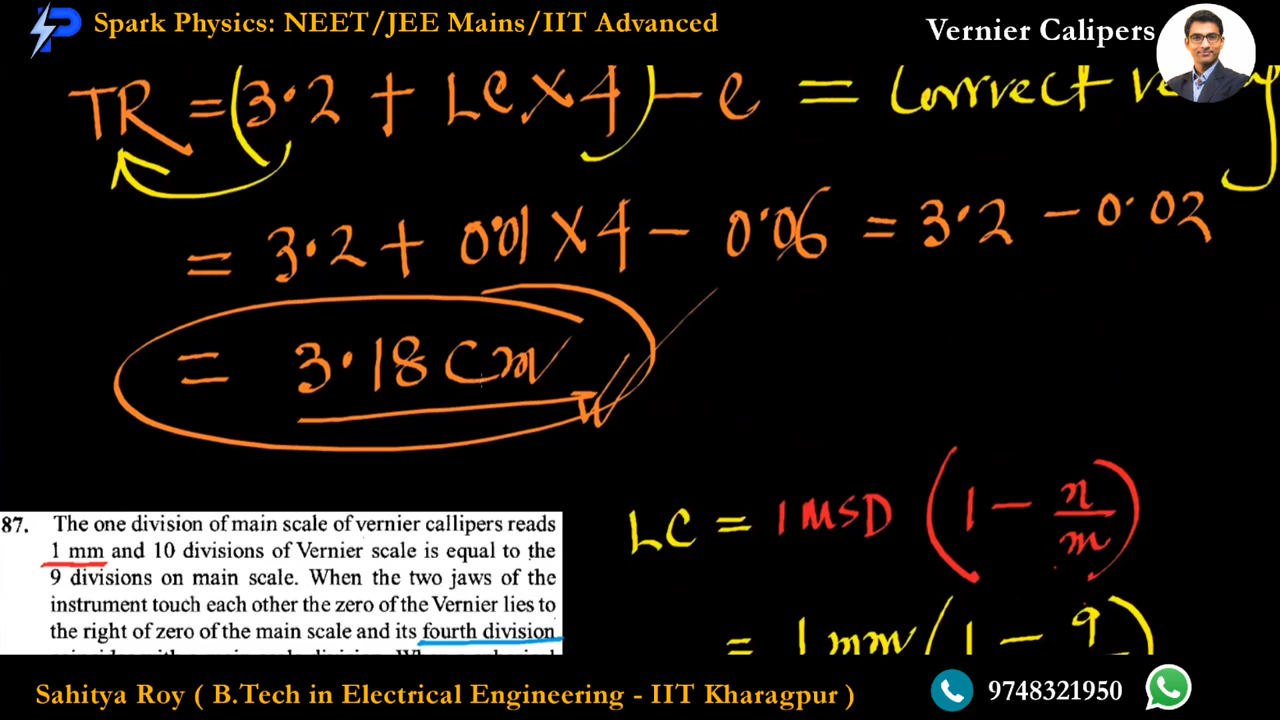 Spark Physics: NEET/JEE Mains/IIT Advanced
Vernier Calipers
TR = (3.2 + LC × 4) - e = Correct
= 3.2 + 0.01 × 4 - 0.06 = 3.2 - 0.02
= 3.18 cm
LC = 1 MSD (1 - n/m)
= 1 mm (1 - 9
87. The one division of main scale of vernier callipers reads
1 mm and 10 divisions of Vernier scale is equal to the
9 divisions on main scale. When the two jaws of the
instrument touch each other the zero of the Vernier lies to
the right of zero of the main scale and its fourth division
Sahitya Roy ( B.Tech in Electrical Engineering - IIT Kharagpur )
9748321950